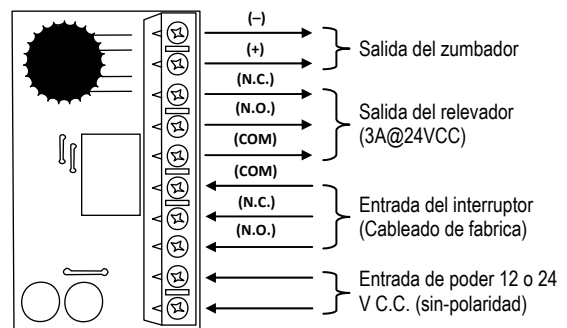 (–)
(+)
Salida del zumbador
(N.C.)
(N.O.)
(COM)
Salida del relevador
(3A@24VCC)
(COM)
(N.C.)
(N.O.)
Entrada del interruptor
(Cableado de fabrica)
Entrada de poder 12 o 24
V C.C. (sin-polaridad)